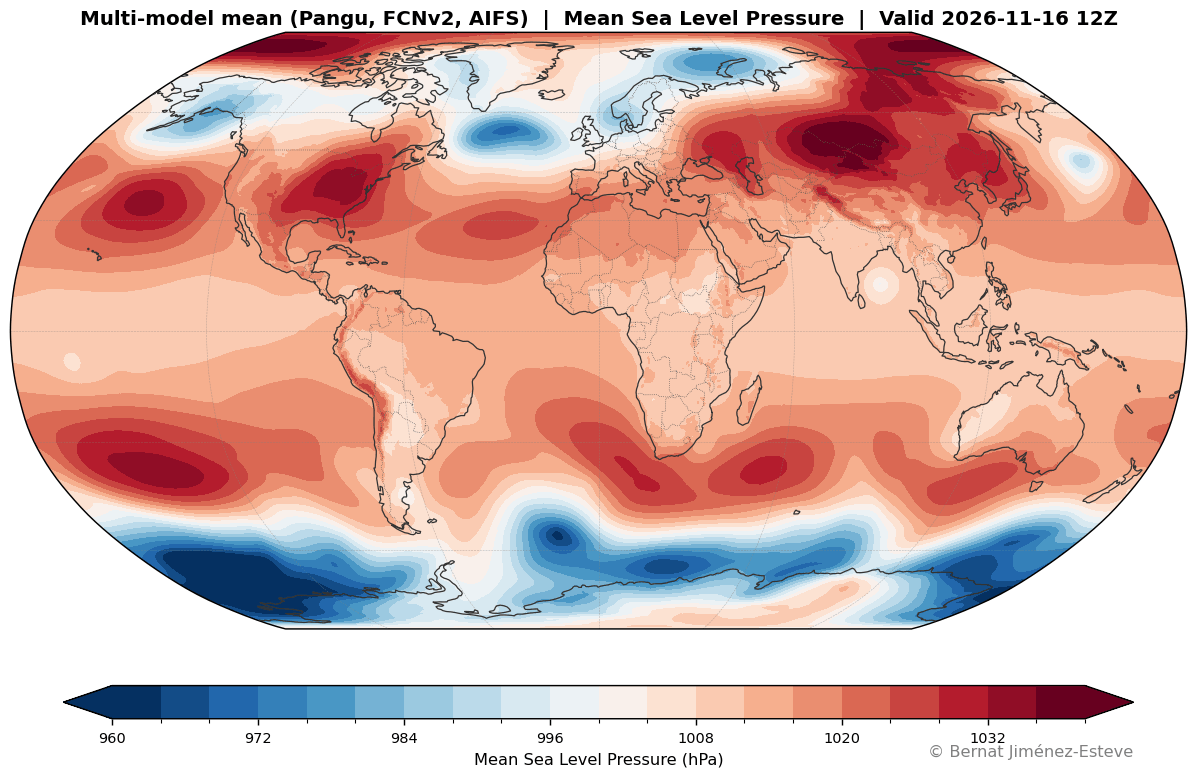 Multi-model mean (Pangu, FCNv2, AIFS) | Mean Sea Level Pressure | Valid 2026-11-16 12Z
960 972 984 996 1008 1020 1032
Mean Sea Level Pressure (hPa)
© Bernat Jiménez-Esteve